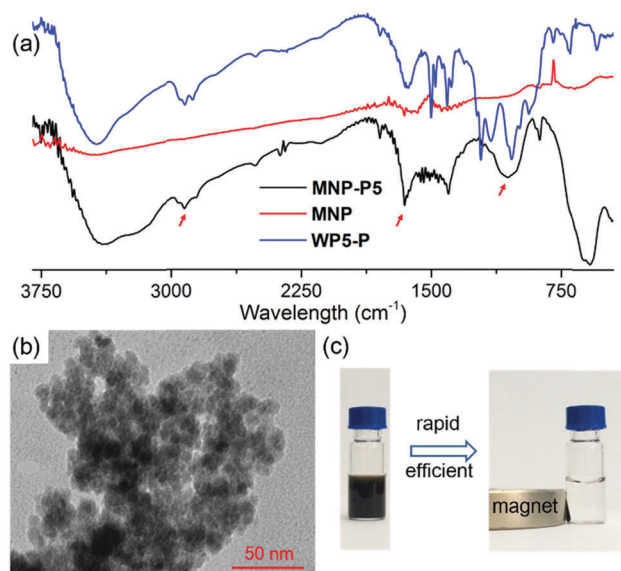 (a)
MNP-P5
MNP
WP5-P
3750 3000 2250 1500 750
Wavelength (cm⁻¹)
(b)
50 nm
(c)
rapid
efficient
magnet